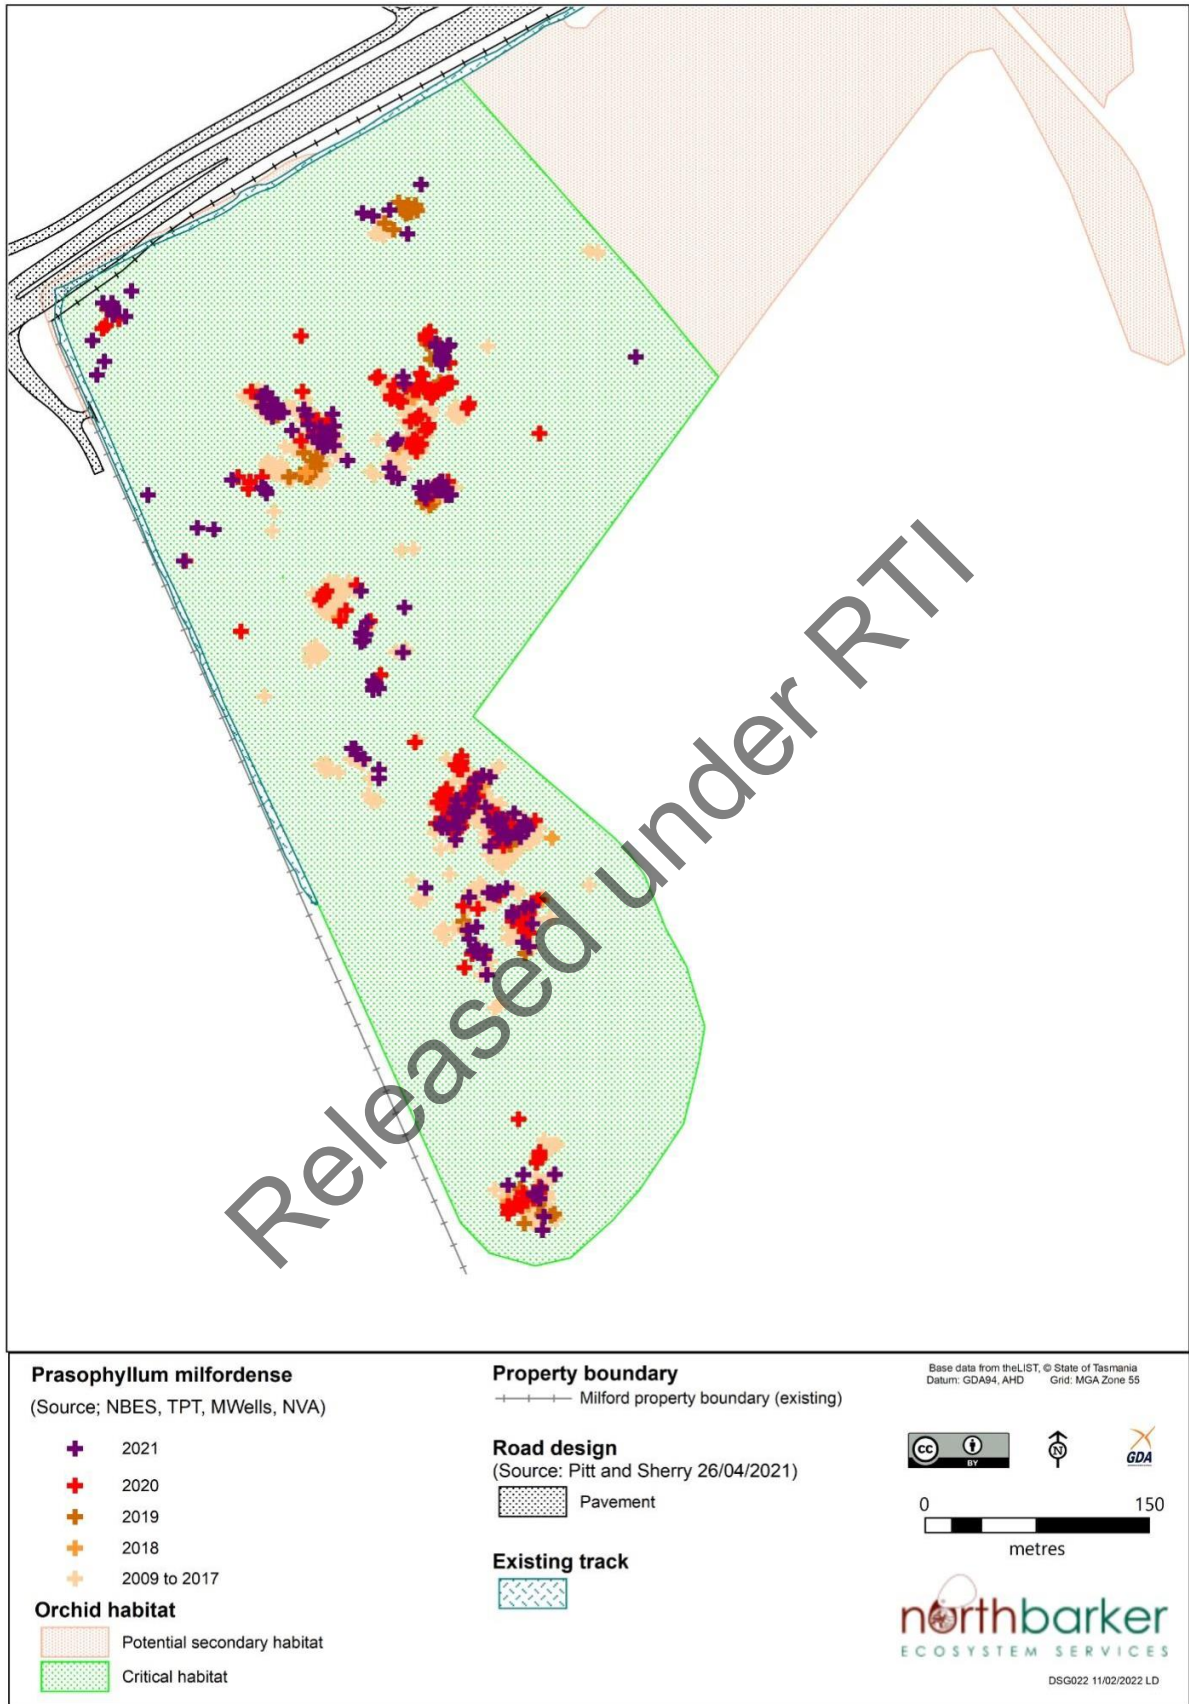 Released under RTI
Prasophyllum milfordense
(Source; NBES, TPT, MWells, NVA)
2021
2020
2019
2018
2009 to 2017
Orchid habitat
Potential secondary habitat
Critical habitat
Property boundary
Milford property boundary (existing)
Road design
(Source: Pitt and Sherry 26/04/2021)
Pavement
Existing track
Base data from theLIST, © State of Tasmania
Datum: GDA94, AHD Grid: MGA Zone 55
cc BY
N
GDA
0 150
metres
northbarker
ECOSYSTEM SERVICES
DSG022 11/02/2022 LD